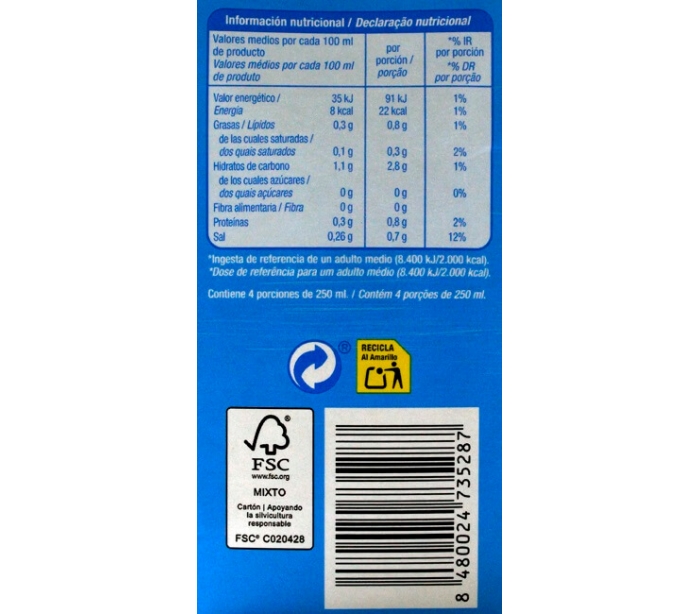 Información nutricional / Declaração nutricional
Valores medios por cada 100 ml
de producto
Valores médios por cada 100 ml
de produto
por
porción /
porção
*% IR
por porción
*% DR
por porção
Valor energético / 35 kJ 91 kJ 1%
Energia 8 kcal 22 kcal 1%
Grasas / Lípidos 0,3 g 0,8 g 1%
de las cuales saturadas /
dos quais saturados 0,1 g 0,3 g 2%
Hidratos de carbono 1,1 g 2,8 g 1%
de los cuales azúcares /
dos quais açúcares 0 g 0 g 0%
Fibra alimentaria / Fibra 0 g 0 g
Proteínas 0,3 g 0,8 g 2%
Sal 0,26 g 0,7 g 12%
*Ingesta de referencia de un adulto medio (8.400 kJ/2.000 kcal).
*Dose de referência para um adulto médio (8.400 kJ/2.000 kcal).
Contiene 4 porciones de 250 ml. / Contém 4 porções de 250 ml.
®
RECICLA
Al Amarillo
®
FSC
www.fsc.org
MIXTO
Cartón | Apoyando
la silvicultura
responsable
FSC® C020428
8 480024 735287